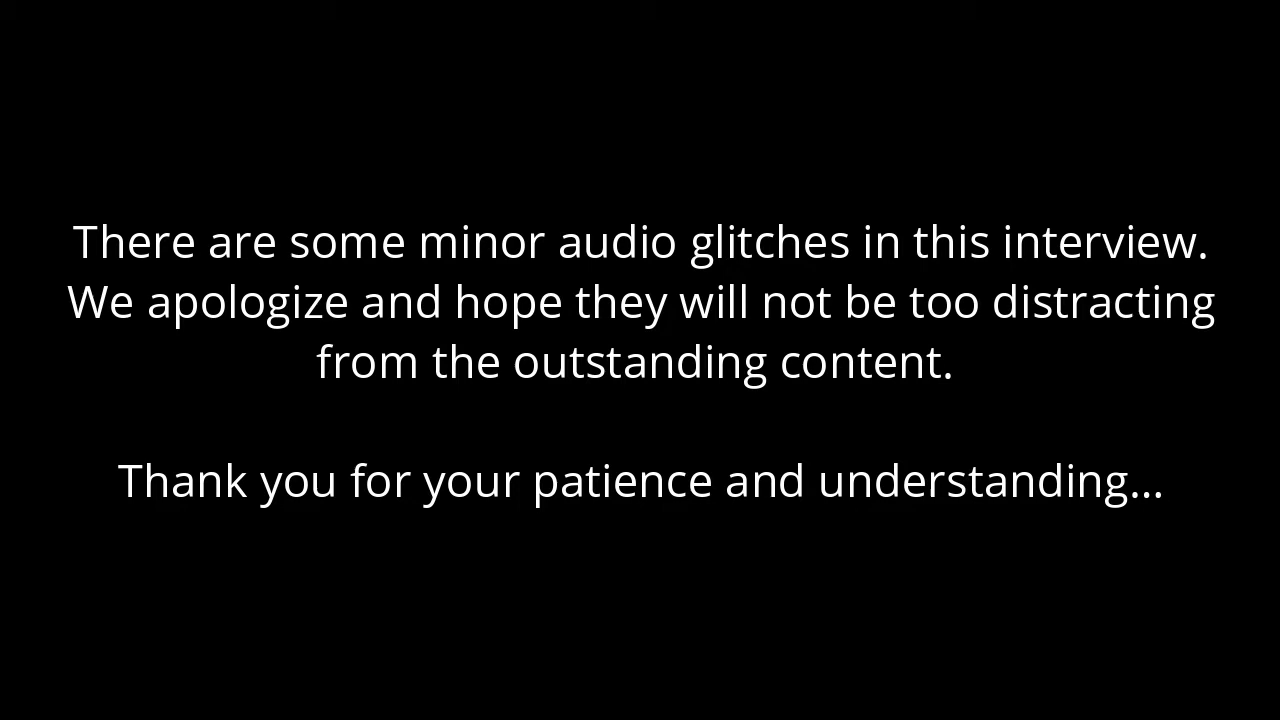 There are some minor audio glitches in this interview.
We apologize and hope they will not be too distracting
from the outstanding content.
Thank you for your patience and understanding...